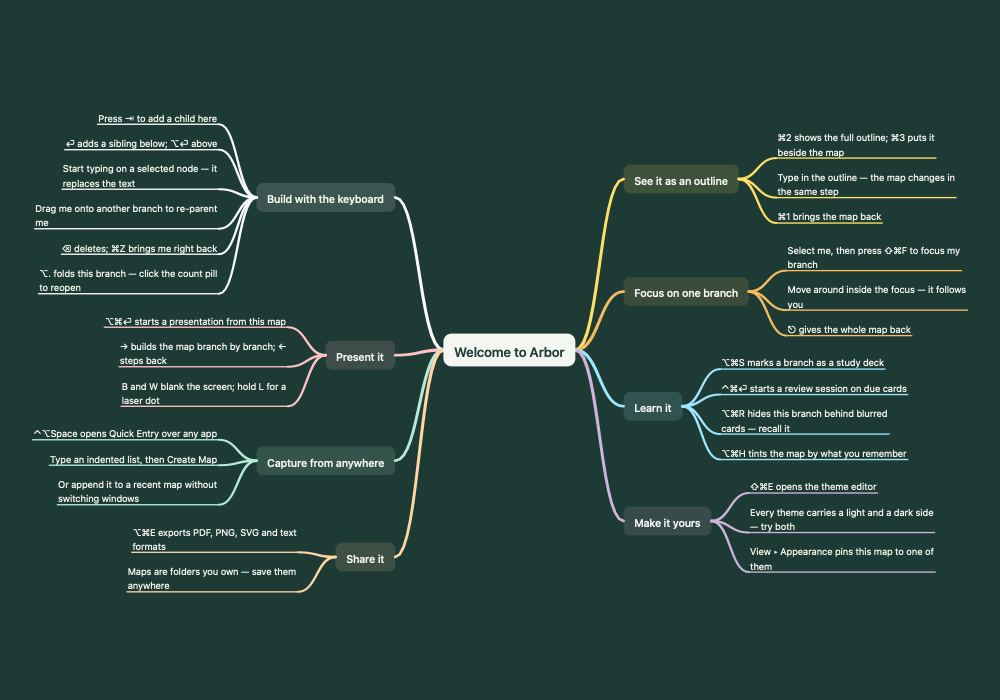 Welcome to Arbor
Build with the keyboard
Press ⇥ to add a child here
⏎ adds a sibling below; ⌥⏎ above
Start typing on a selected node — it
replaces the text
Drag me onto another branch to re-parent
me
⌫ deletes; ⌘Z brings me right back
⌥. folds this branch — click the count pill
to reopen
Present it
⌥⌘⏎ starts a presentation from this map
→ builds the map branch by branch; ←
steps back
B and W blank the screen; hold L for a
laser dot
Capture from anywhere
⌃⌥Space opens Quick Entry over any app
Type an indented list, then Create Map
Or append it to a recent map without
switching windows
Share it
⌥⌘E exports PDF, PNG, SVG and text
formats
Maps are folders you own — save them
anywhere
See it as an outline
⌘2 shows the full outline; ⌘3 puts it
beside the map
Type in the outline — the map changes in
the same step
⌘1 brings the map back
Focus on one branch
Select me, then press ⇧⌘F to focus my
branch
Move around inside the focus — it follows
you
⎋ gives the whole map back
Learn it
⌥⌘S marks a branch as a study deck
⌃⌘⏎ starts a review session on due cards
⌥⌘R hides this branch behind blurred
cards — recall it
⌥⌘H tints the map by what you remember
Make it yours
⇧⌘E opens the theme editor
Every theme carries a light and a dark side
— try both
View ▸ Appearance pins this map to one of
them